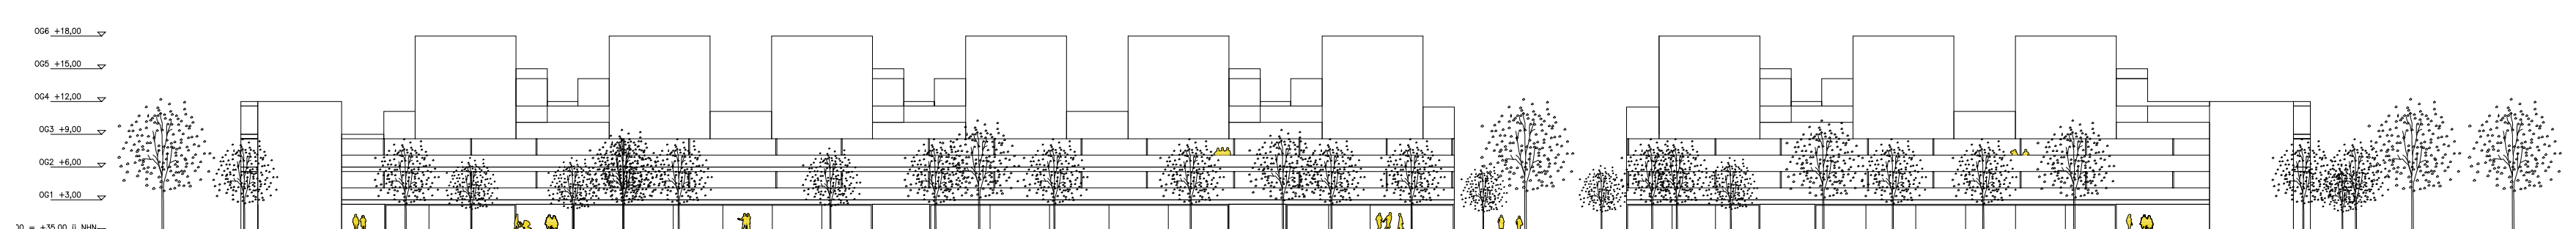 OG6 +18,00
OG5 +15,00
OG4 +12,00
OG3 +9,00
OG2 +6,00
OG1 +3,00
= +35.00 ü NHN